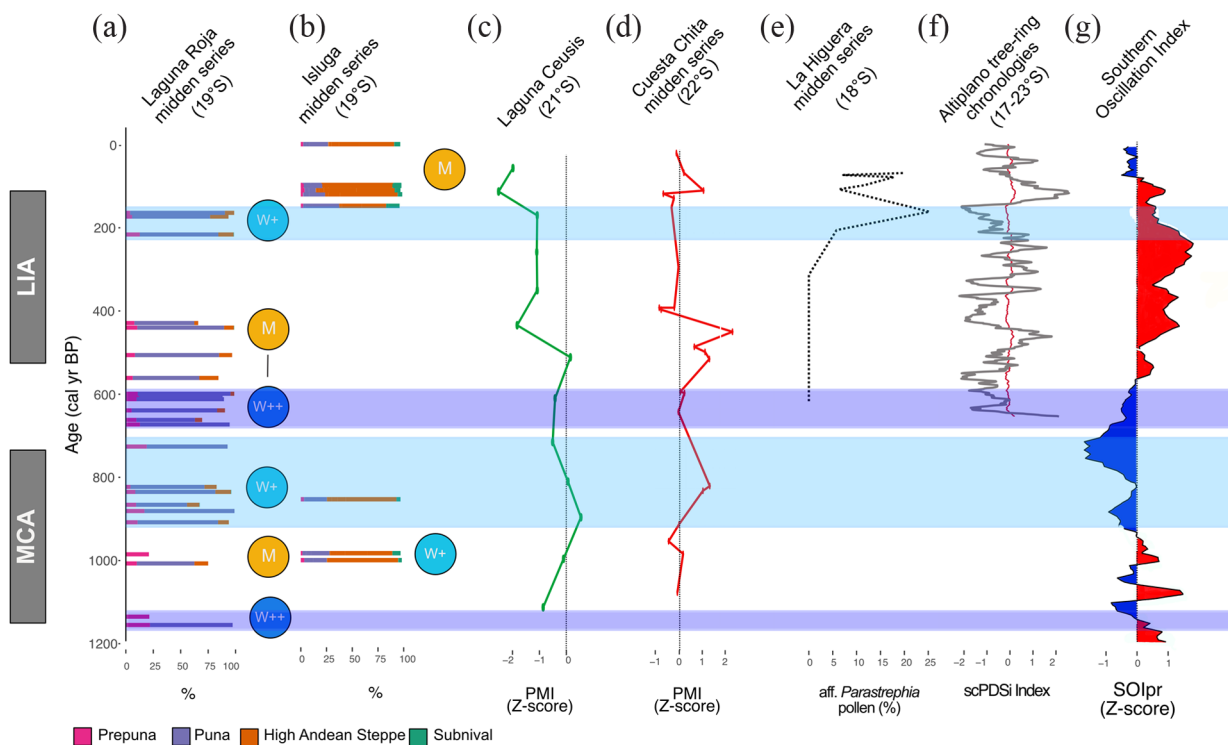 (a)
(b)
(c)
(d)
(e)
(f)
(g)
Laguna Roja
midden series
(19°S)
Isluga
midden series
(19°S)
Laguna Ceusis
(21°S)
Cuesta Chita
midden series
(22°S)
La Higuera
midden series
(18°S)
Altiplano tree-ring
chronologies
(17-23°S)
Southern
Oscillation Index
LIA
MCA
Age (cal yr BP)
0
200
400
600
800
1000
1200
W+
M
W++
W+
M
W++
M
W+
0 25 50 75 100
%
0 25 50 75 100
%
−2 −1 0
PMI
(Z-score)
−1 0 1 2
PMI
(Z-score)
0 5 10 15 20 25
aff. Parastrephia
pollen (%)
-2 -1 0 1 2
scPDSi Index
−1 0 1
SOIpr
(Z-score)
Prepuna Puna High Andean Steppe Subnival